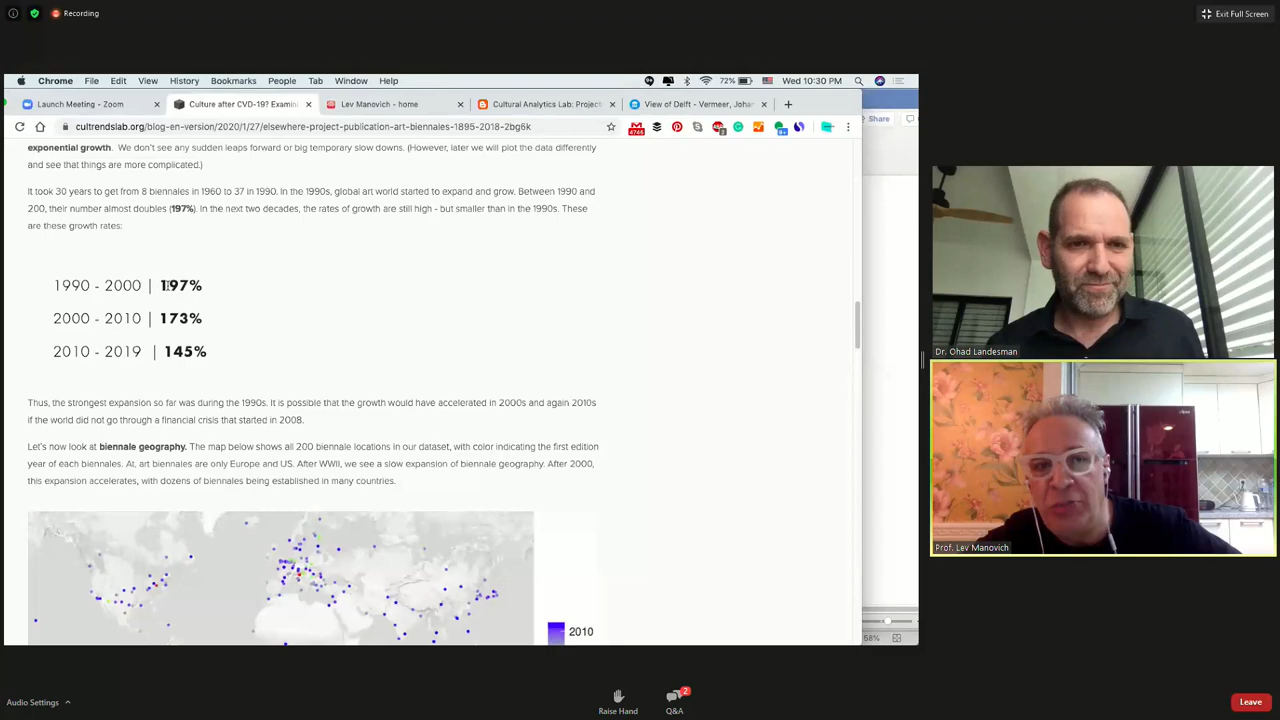 Recording
Exit Full Screen
Chrome File Edit View History Bookmarks People Tab Window Help
72% Wed 10:30 PM
Launch Meeting - Zoom
Culture after CVD-19? Examini
Lev Manovich - home
Cultural Analytics Lab: Project
View of Delft - Vermeer, Johan
cultrendslab.org/blog-en-version/2020/1/27/elsewhere-project-publication-art-biennales-1895-2018-2bg6k
Share
exponential growth. We don't see any sudden leaps forward or big temporary slow downs. (However, later we will plot the data differently
and see that things are more complicated.)
It took 30 years to get from 8 biennales in 1960 to 37 in 1990. In the 1990s, global art world started to expand and grow. Between 1990 and
200, their number almost doubles (197%). In the next two decades, the rates of growth are still high - but smaller than in the 1990s. These
are these growth rates:
1990 - 2000 | 197%
2000 - 2010 | 173%
2010 - 2019 | 145%
Thus, the strongest expansion so far was during the 1990s. It is possible that the growth would have accelerated in 2000s and again 2010s
if the world did not go through a financial crisis that started in 2008.
Let's now look at biennale geography. The map below shows all 200 biennale locations in our dataset, with color indicating the first edition
year of each biennales. At, art biennales are only Europe and US. After WWII, we see a slow expansion of biennale geography. After 2000,
this expansion accelerates, with dozens of biennales being established in many countries.
2010
58%
Dr. Ohad Landesman
Prof. Lev Manovich
Audio Settings
Raise Hand
2
Q&A
Leave